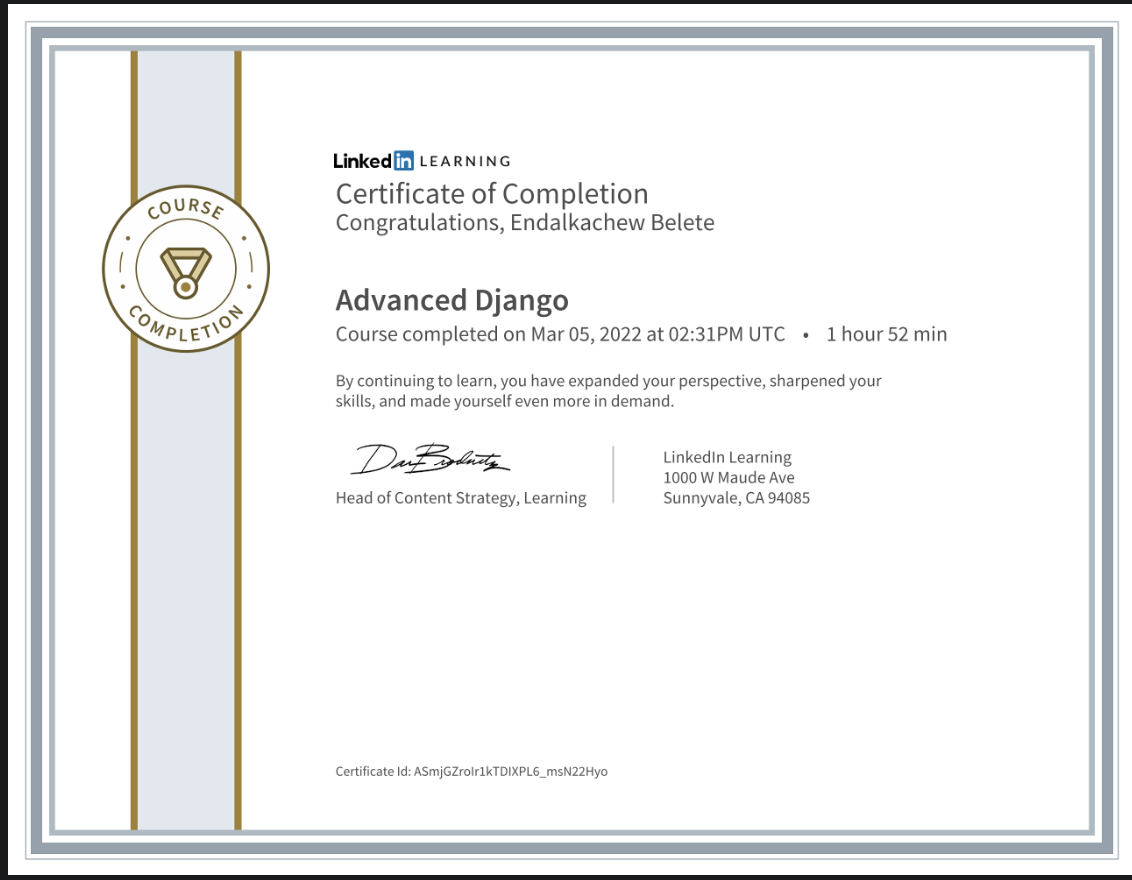 COURSE
COMPLETION
Linked in LEARNING
Certificate of Completion
Congratulations, Endalkachew Belete
Advanced Django
Course completed on Mar 05, 2022 at 02:31PM UTC • 1 hour 52 min
By continuing to learn, you have expanded your perspective, sharpened your
skills, and made yourself even more in demand.
Head of Content Strategy, Learning
LinkedIn Learning
1000 W Maude Ave
Sunnyvale, CA 94085
Certificate Id: ASmjGZroIr1kTDIXPL6_msN22Hyo